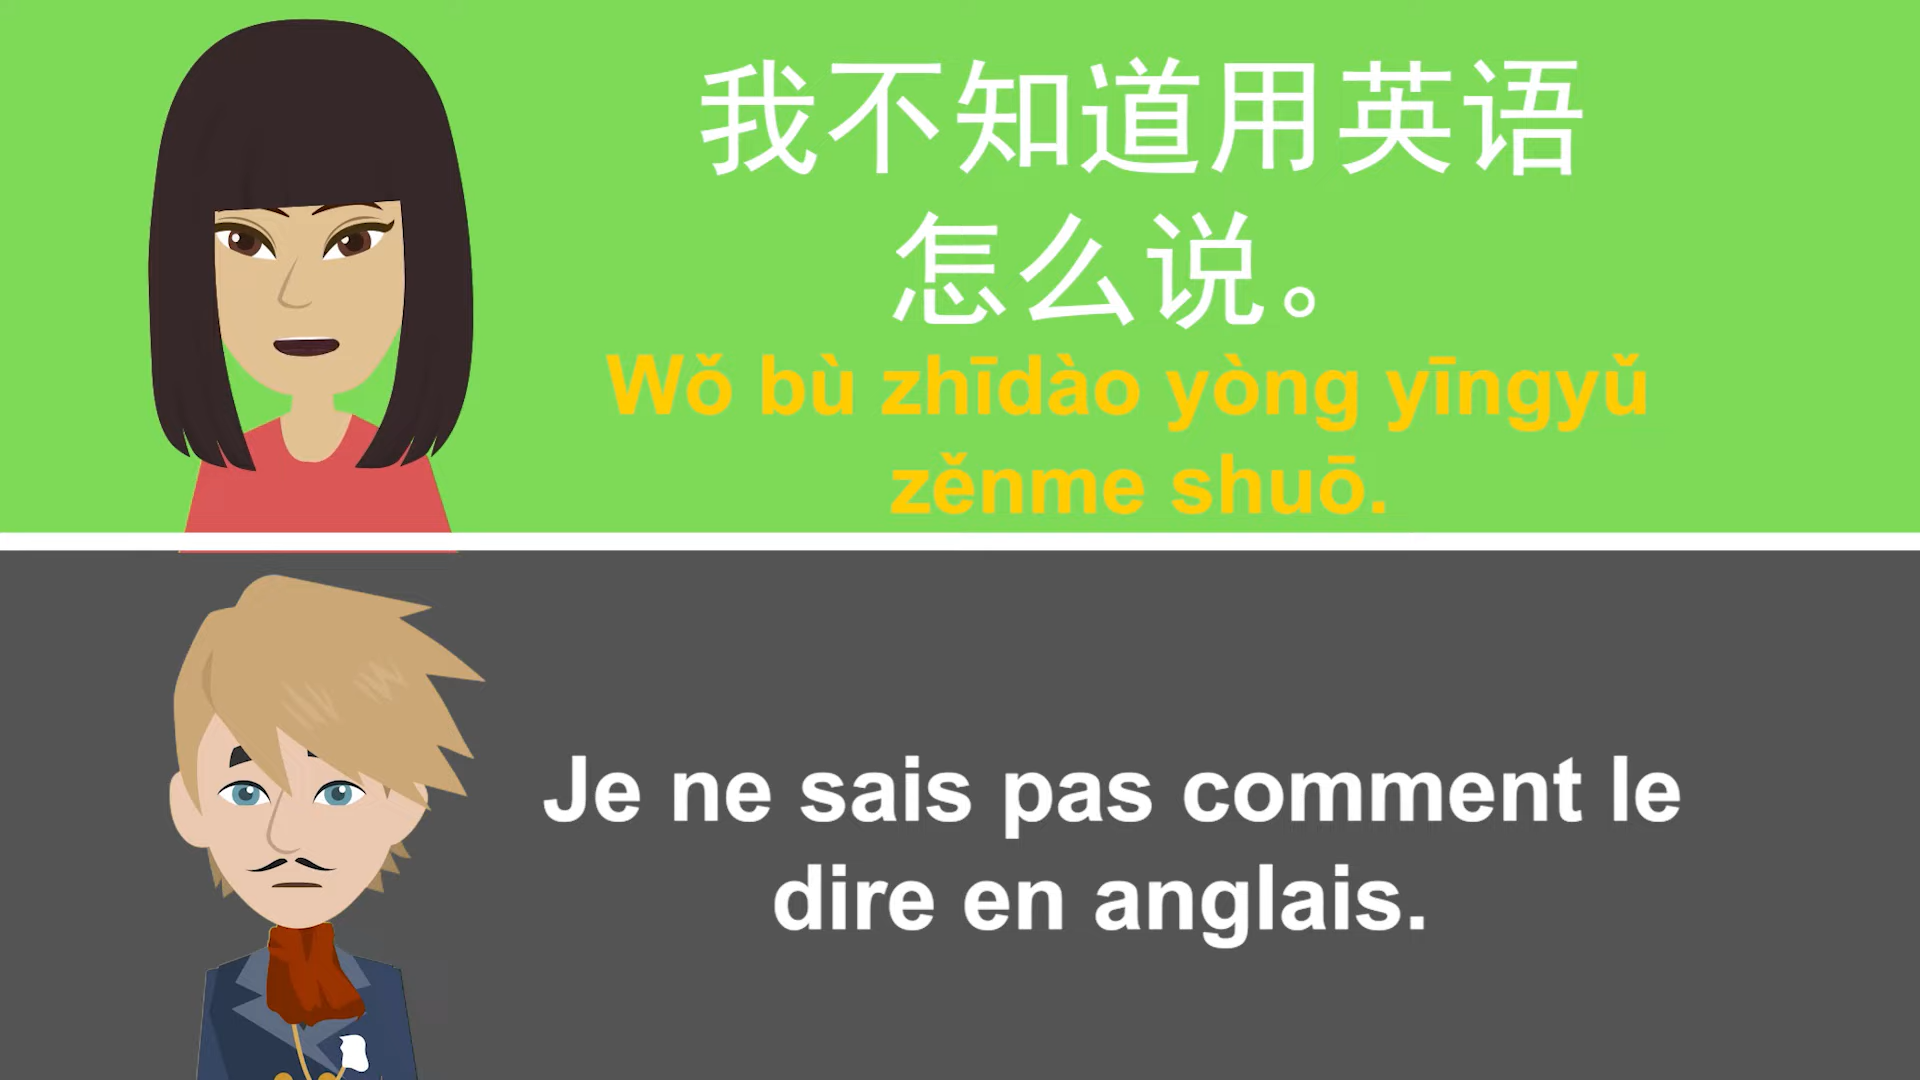 我不知道用英语
怎么说。
Wǒ bù zhīdào yòng yīngyǔ
zěnme shuō.
Je ne sais pas comment le
dire en anglais.